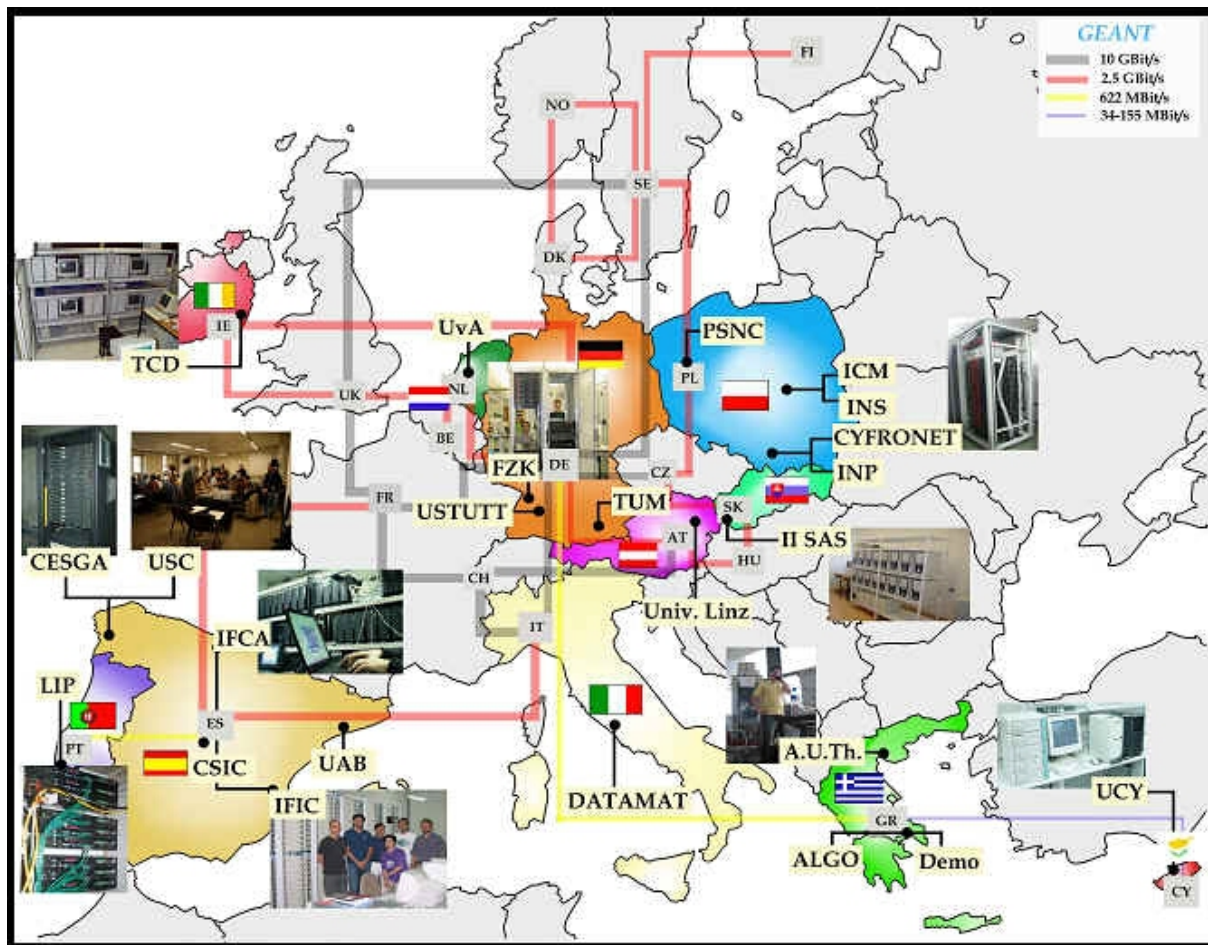 GEANT
10 GBit/s
2.5 GBit/s
622 MBit/s
34-155 MBit/s
FI
NO
SE
DK
IE
TCD
UvA
PSNC
PL
ICM
INS
UK
NL
BE
CYFRONET
INP
FZK
DE
CZ
FR
USTUTT
TUM
SK
AT
II SAS
HU
CESGA
USC
CH
Univ. Linz
IT
IFCA
LIP
ES
PT
CSIC
UAB
A.U.Th.
IFIC
DATAMAT
UCY
GR
ALGO
Demo
CY